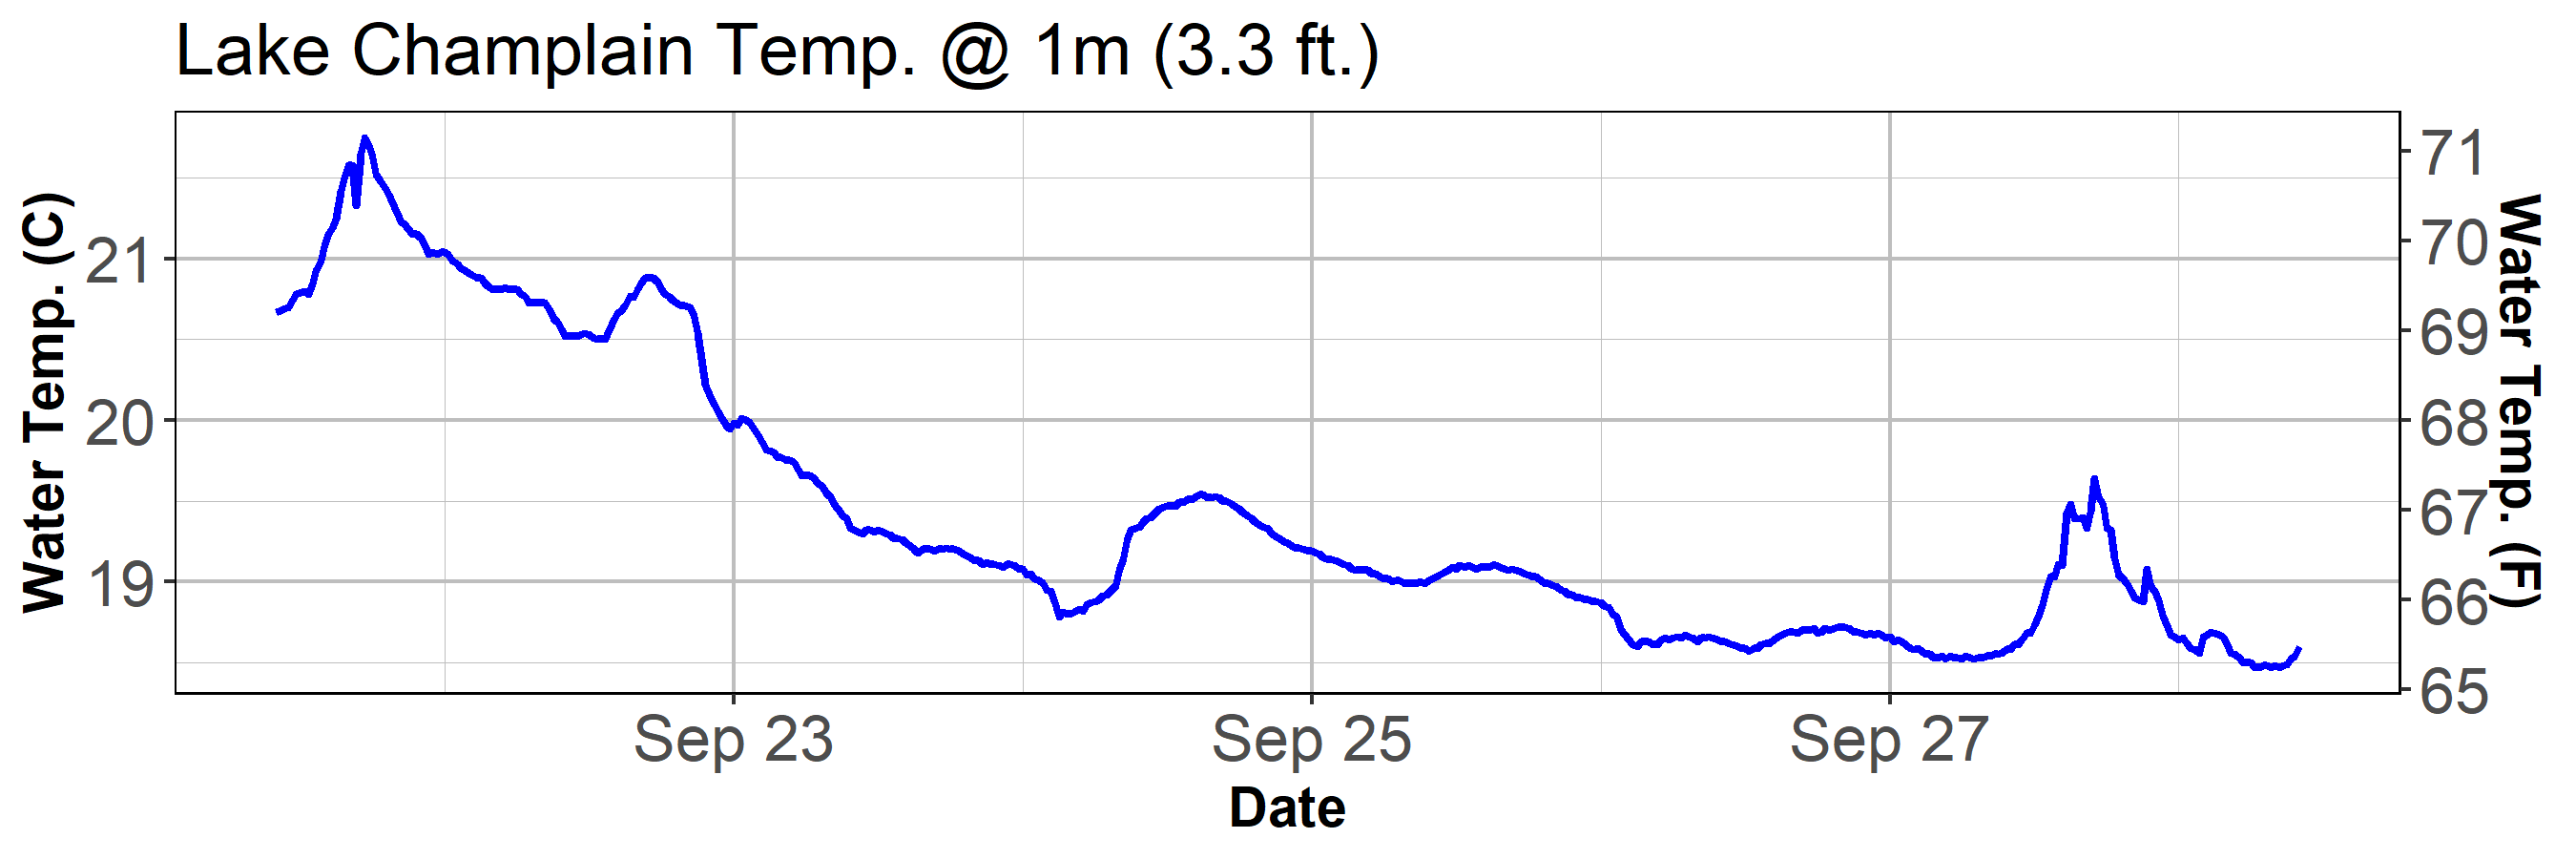 Lake Champlain Temp. @ 1m (3.3 ft.)
Water Temp. (C)
21
20
19
71
70
69
68
67
66
65
Water Temp. (F)
Sep 23 Sep 25 Sep 27
Date